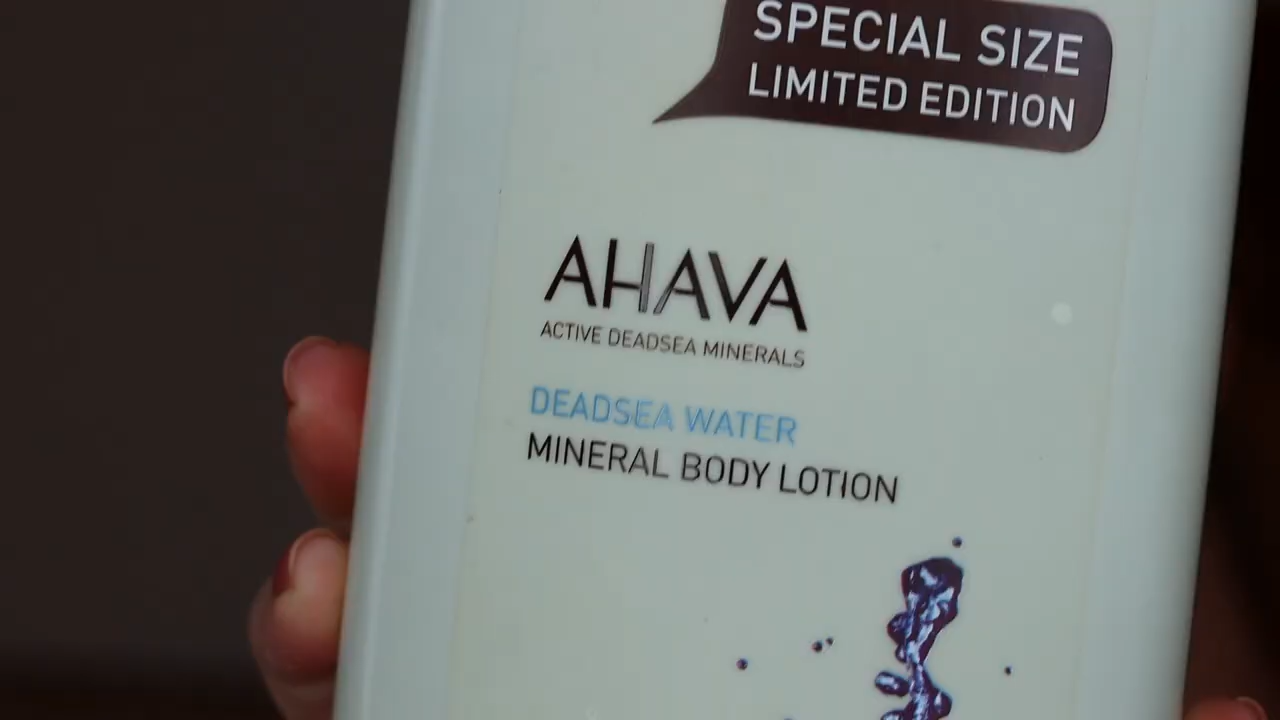 SPECIAL SIZE
LIMITED EDITION
AHAVA
ACTIVE DEADSEA MINERALS
DEADSEA WATER
MINERAL BODY LOTION